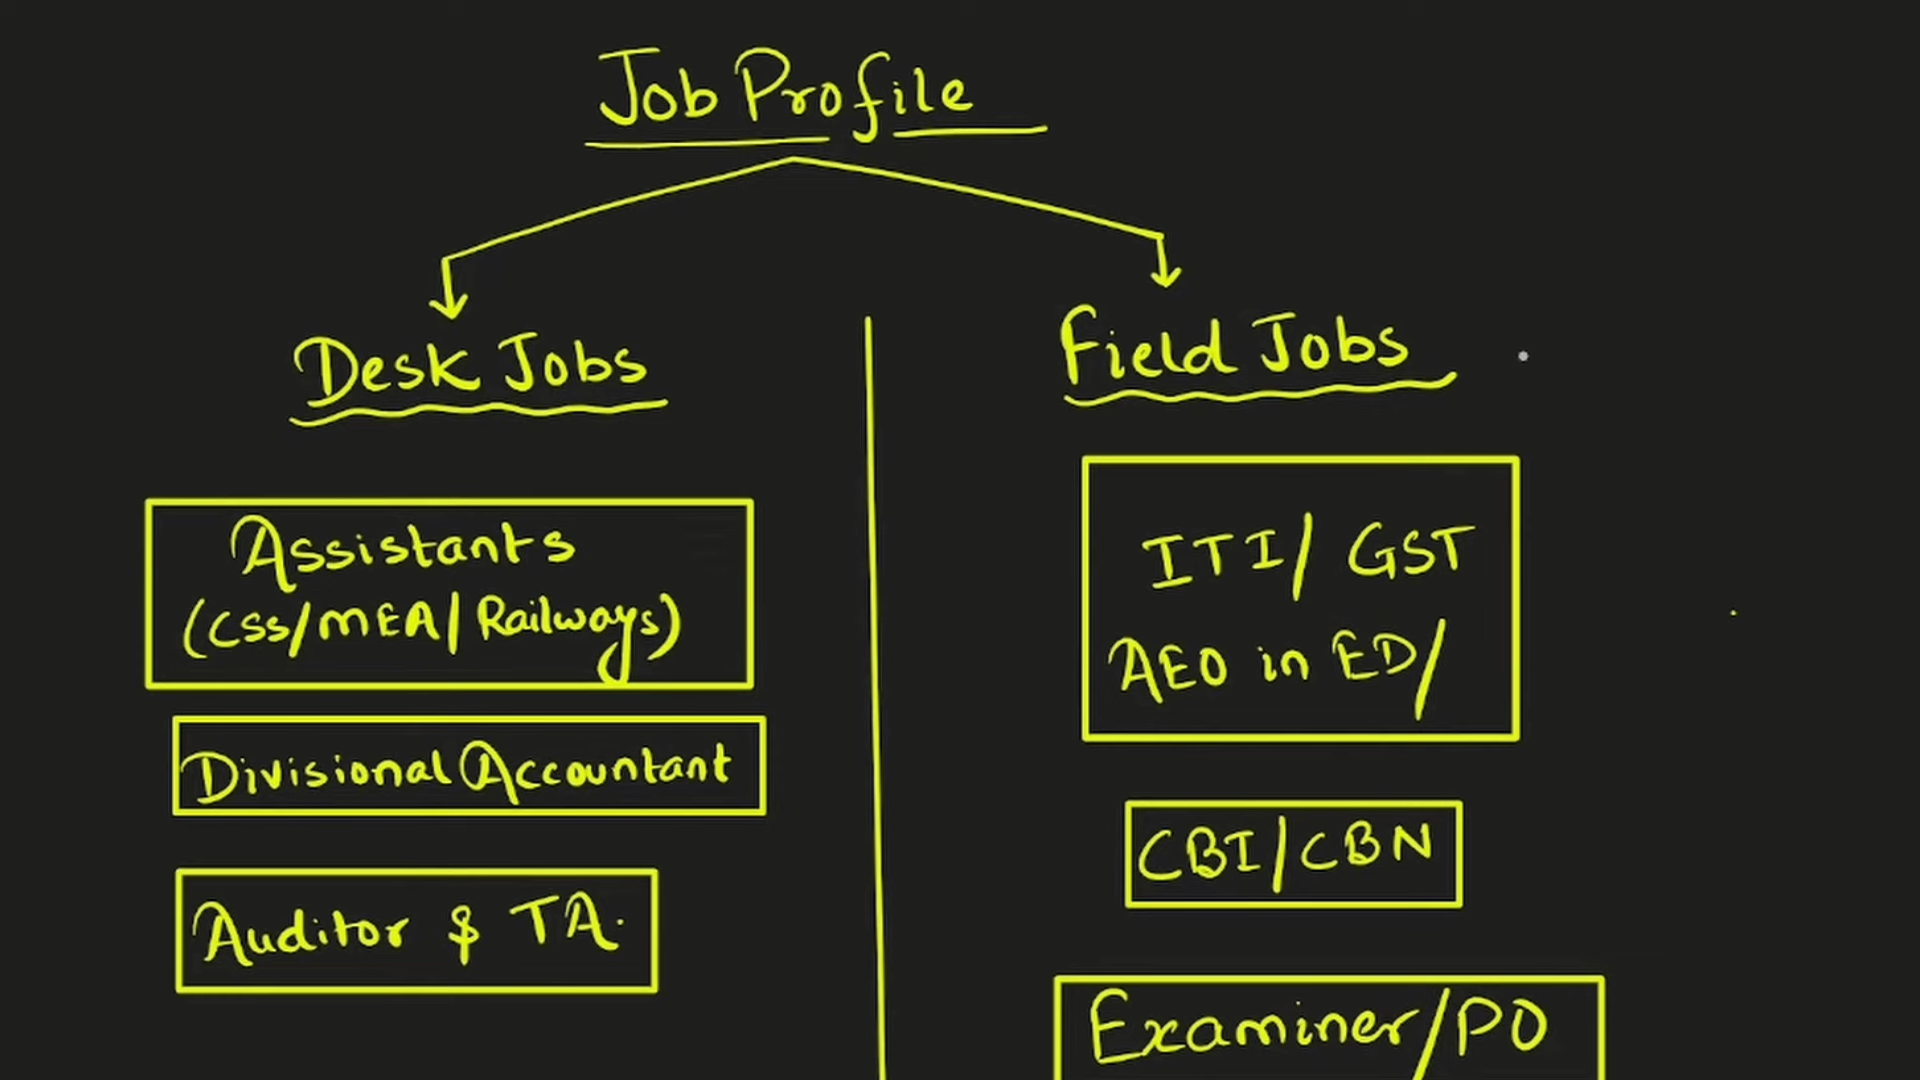 Job Profile
Desk Jobs
Assistants
(CSS/MEA/Railways)
Divisional Accountant
Auditor & TA.
Field Jobs
ITI/ GST
AEO in ED/
CBI/CBN
Examiner/PO